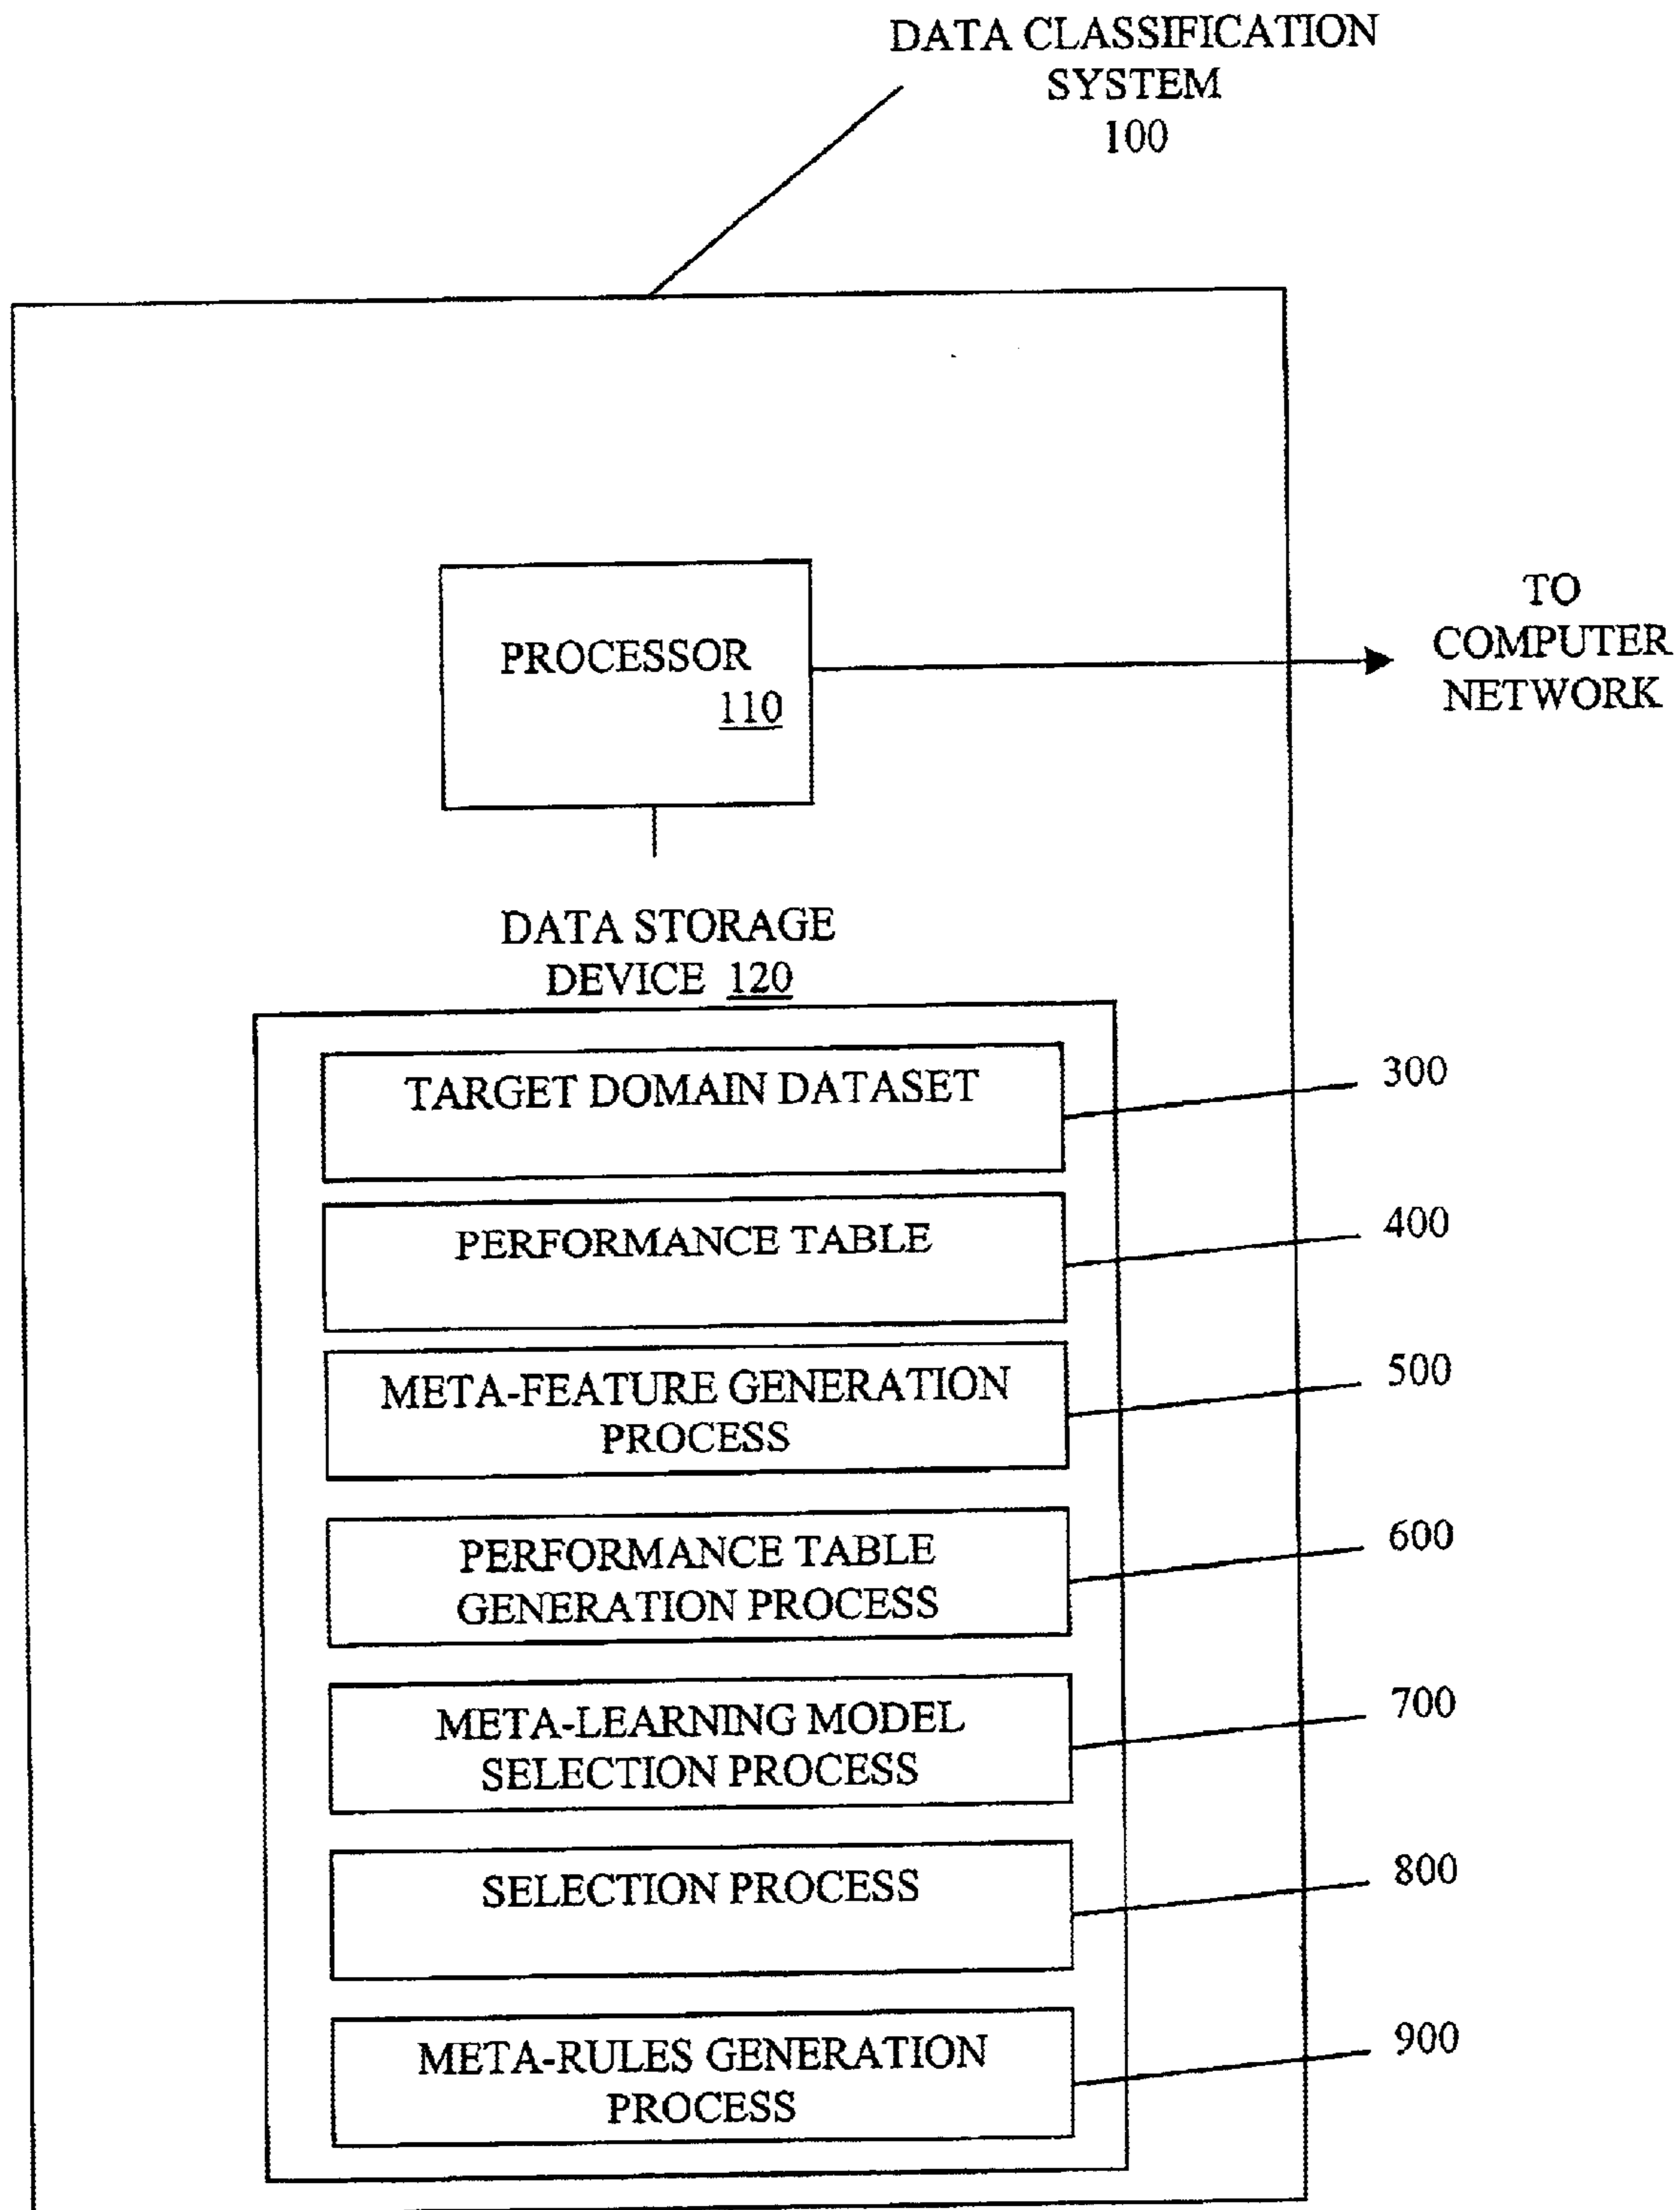 DATA CLASSIFICATION
SYSTEM
100
PROCESSOR
110
TO
COMPUTER
NETWORK
DATA STORAGE
DEVICE 120
TARGET DOMAIN DATASET
300
PERFORMANCE TABLE
400
META-FEATURE GENERATION
PROCESS
500
PERFORMANCE TABLE
GENERATION PROCESS
600
META-LEARNING MODEL
SELECTION PROCESS
700
SELECTION PROCESS
800
META-RULES GENERATION
PROCESS
900